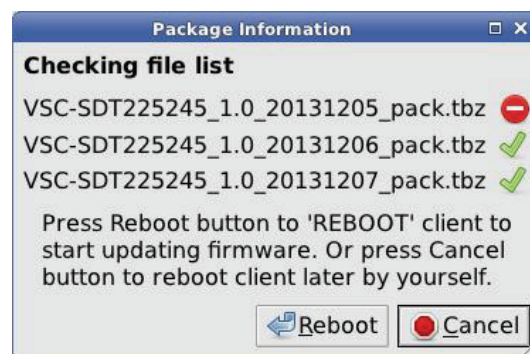 Package Information
Checking file list
VSC-SDT225245_1.0_20131205_pack.tbz
VSC-SDT225245_1.0_20131206_pack.tbz
VSC-SDT225245_1.0_20131207_pack.tbz
Press Reboot button to 'REBOOT' client to
start updating firmware. Or press Cancel
button to reboot client later by yourself.
Reboot
Cancel